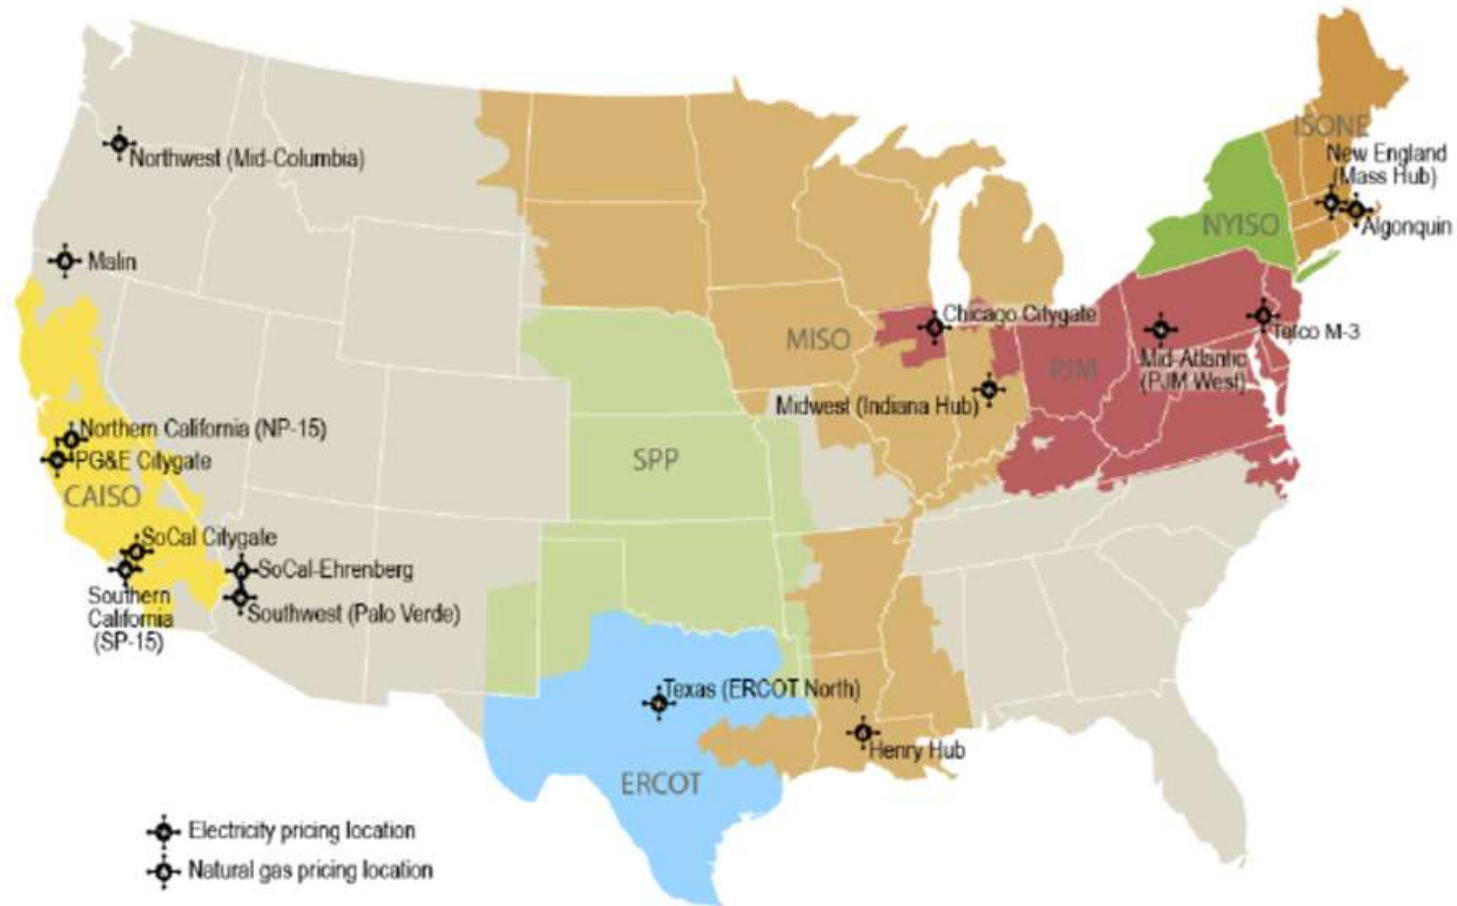 ISONE
New England
(Mass Hub)
Northwest (Mid-Columbia)
NYISO
Algonquin
Malin
Chicago Citygate
MISO
Tetco M-3
Mid-Atlantic
(PJM West)
PJM
Midwest (Indiana Hub)
Northern California (NP-15)
PG&E Citygate
SPP
CAISO
SoCal Citygate
SoCal-Ehrenberg
Southern
California
(SP-15)
Southwest (Palo Verde)
Texas (ERCOT North)
Henry Hub
ERCOT
Electricity pricing location
Natural gas pricing location